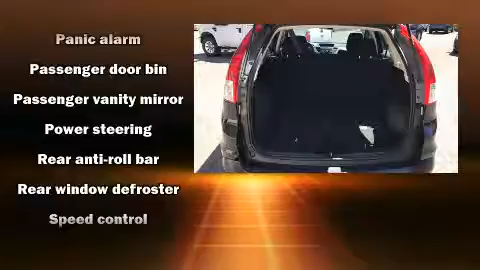 Panic alarm
Passenger door bin
Passenger vanity mirror
Power steering
Rear anti-roll bar
Rear window defroster
Speed control